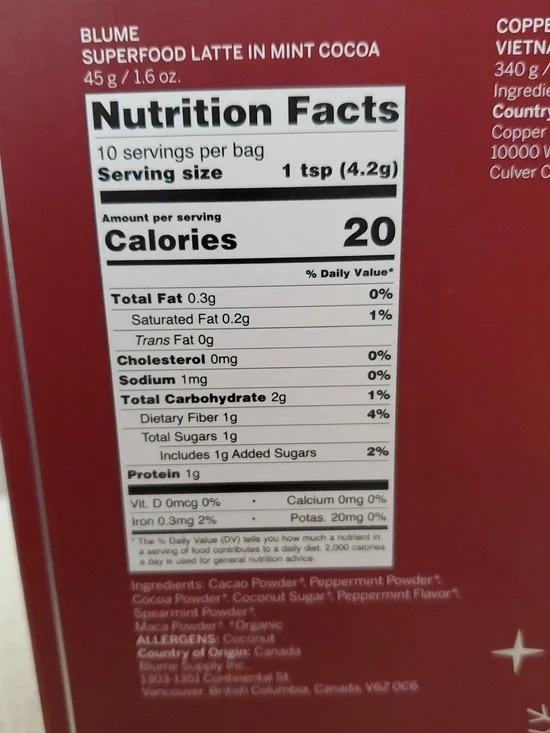 BLUME
SUPERFOOD LATTE IN MINT COCOA
45 g / 1.6 oz.
Nutrition Facts
10 servings per bag
Serving size 1 tsp (4.2g)
Amount per serving
Calories 20
% Daily Value*
Total Fat 0.3g 0%
Saturated Fat 0.2g 1%
Trans Fat 0g
Cholesterol 0mg 0%
Sodium 1mg 0%
Total Carbohydrate 2g 1%
Dietary Fiber 1g 4%
Total Sugars 1g
Includes 1g Added Sugars 2%
Protein 1g
Vit. D 0mcg 0% • Calcium 0mg 0%
Iron 0.3mg 2% • Potas. 20mg 0%
* The % Daily Value (DV) tells you how much a nutrient in
a serving of food contributes to a daily diet. 2,000 calories
a day is used for general nutrition advice.
Ingredients: Cacao Powder*, Peppermint Powder*,
Cocoa Powder*, Coconut Sugar*, Peppermint Flavor*,
Spearmint Powder*,
Maca Powder* *Organic
ALLERGENS: Coconut
Country of Origin: Canada
Blume Supply Inc.,
1303-1351 Continental St
Vancouver, British Columbia, Canada, V6Z 0C6
COPPE
VIETNA
340 g /
Ingredie
Country
Copper
10000 W
Culver C